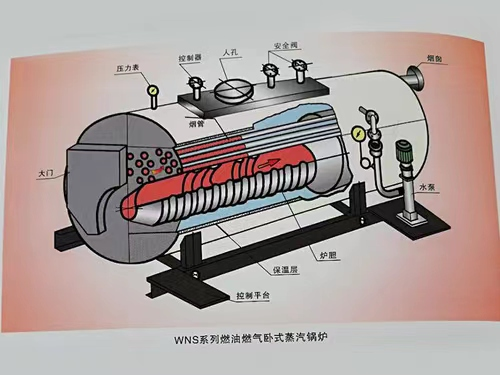 压力表
控制器
人孔
安全阀
烟囱
烟管
大门
水泵
炉胆
保温层
控制平台
WNS系列燃油燃气卧式蒸汽锅炉